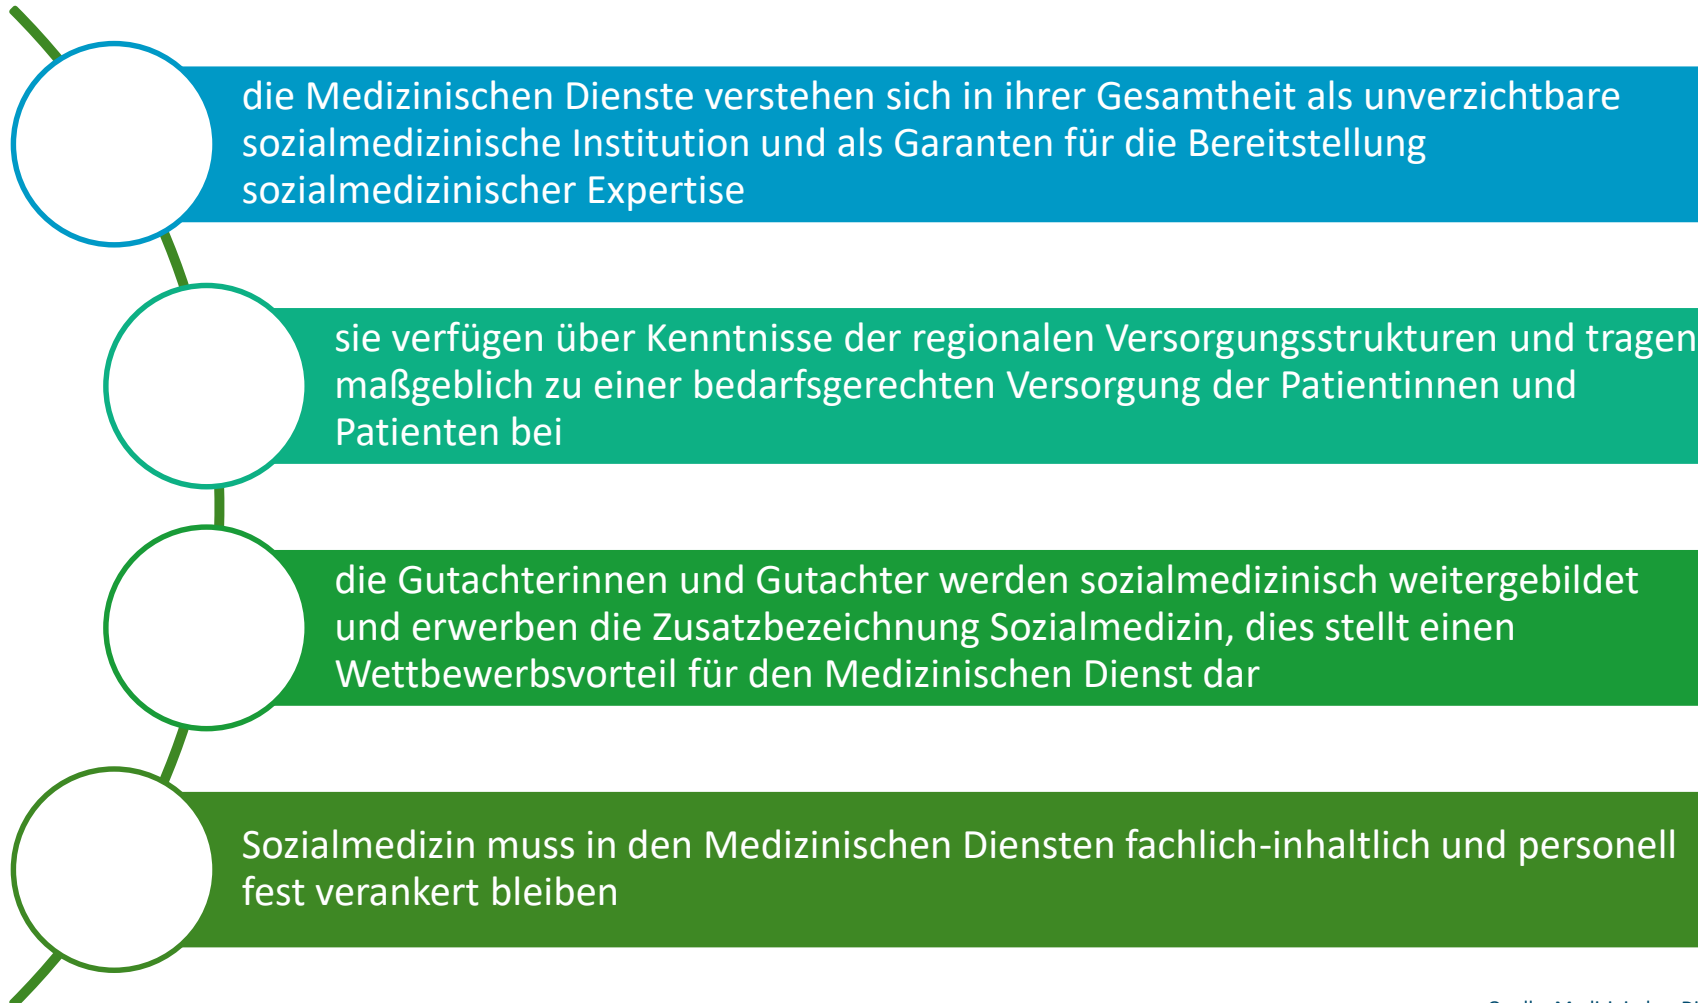 die Medizinischen Dienste verstehen sich in ihrer Gesamtheit als unverzichtbare
sozialmedizinische Institution und als Garanten für die Bereitstellung
sozialmedizinischer Expertise
sie verfügen über Kenntnisse der regionalen Versorgungsstrukturen und tragen
maßgeblich zu einer bedarfsgerechten Versorgung der Patientinnen und
Patienten bei
die Gutachterinnen und Gutachter werden sozialmedizinisch weitergebildet
und erwerben die Zusatzbezeichnung Sozialmedizin, dies stellt einen
Wettbewerbsvorteil für den Medizinischen Dienst dar
Sozialmedizin muss in den Medizinischen Diensten fachlich-inhaltlich und personell
fest verankert bleiben